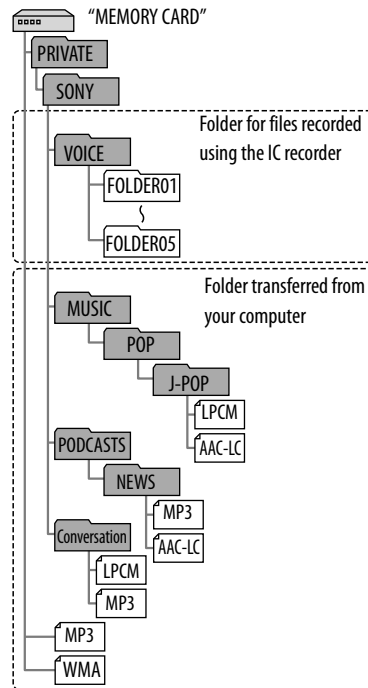 “MEMORY CARD”
PRIVATE
SONY
Folder for files recorded
using the IC recorder
VOICE
FOLDER01
FOLDER05
Folder transferred from
your computer
MUSIC
POP
J-POP
LPCM
AAC-LC
PODCASTS
NEWS
MP3
AAC-LC
Conversation
LPCM
MP3
MP3
WMA